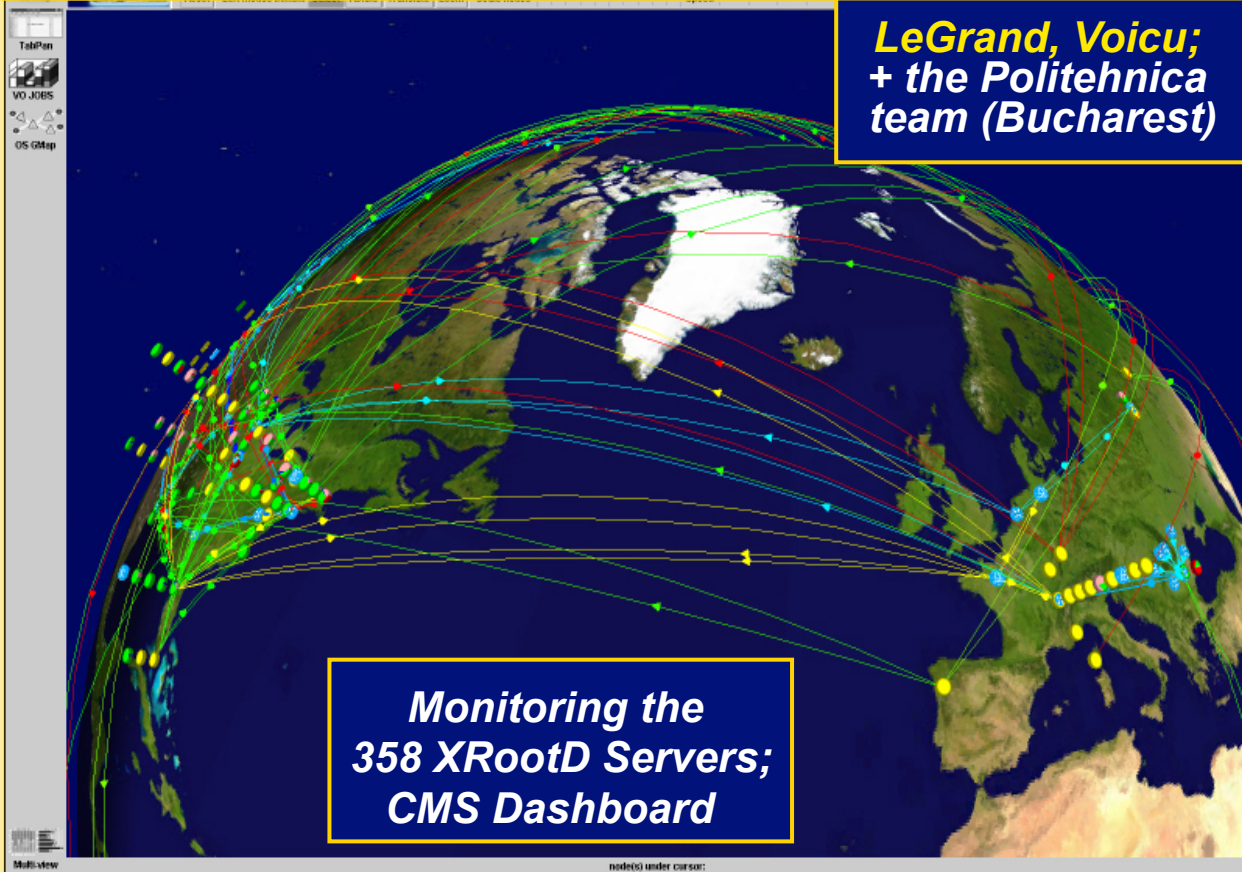 TabPan
VO JOBS
OS GMap
LeGrand, Voicu;
+ the Politehnica
team (Bucharest)
Monitoring the
358 XRootD Servers;
CMS Dashboard
Multi-view
node(s) under cursor: